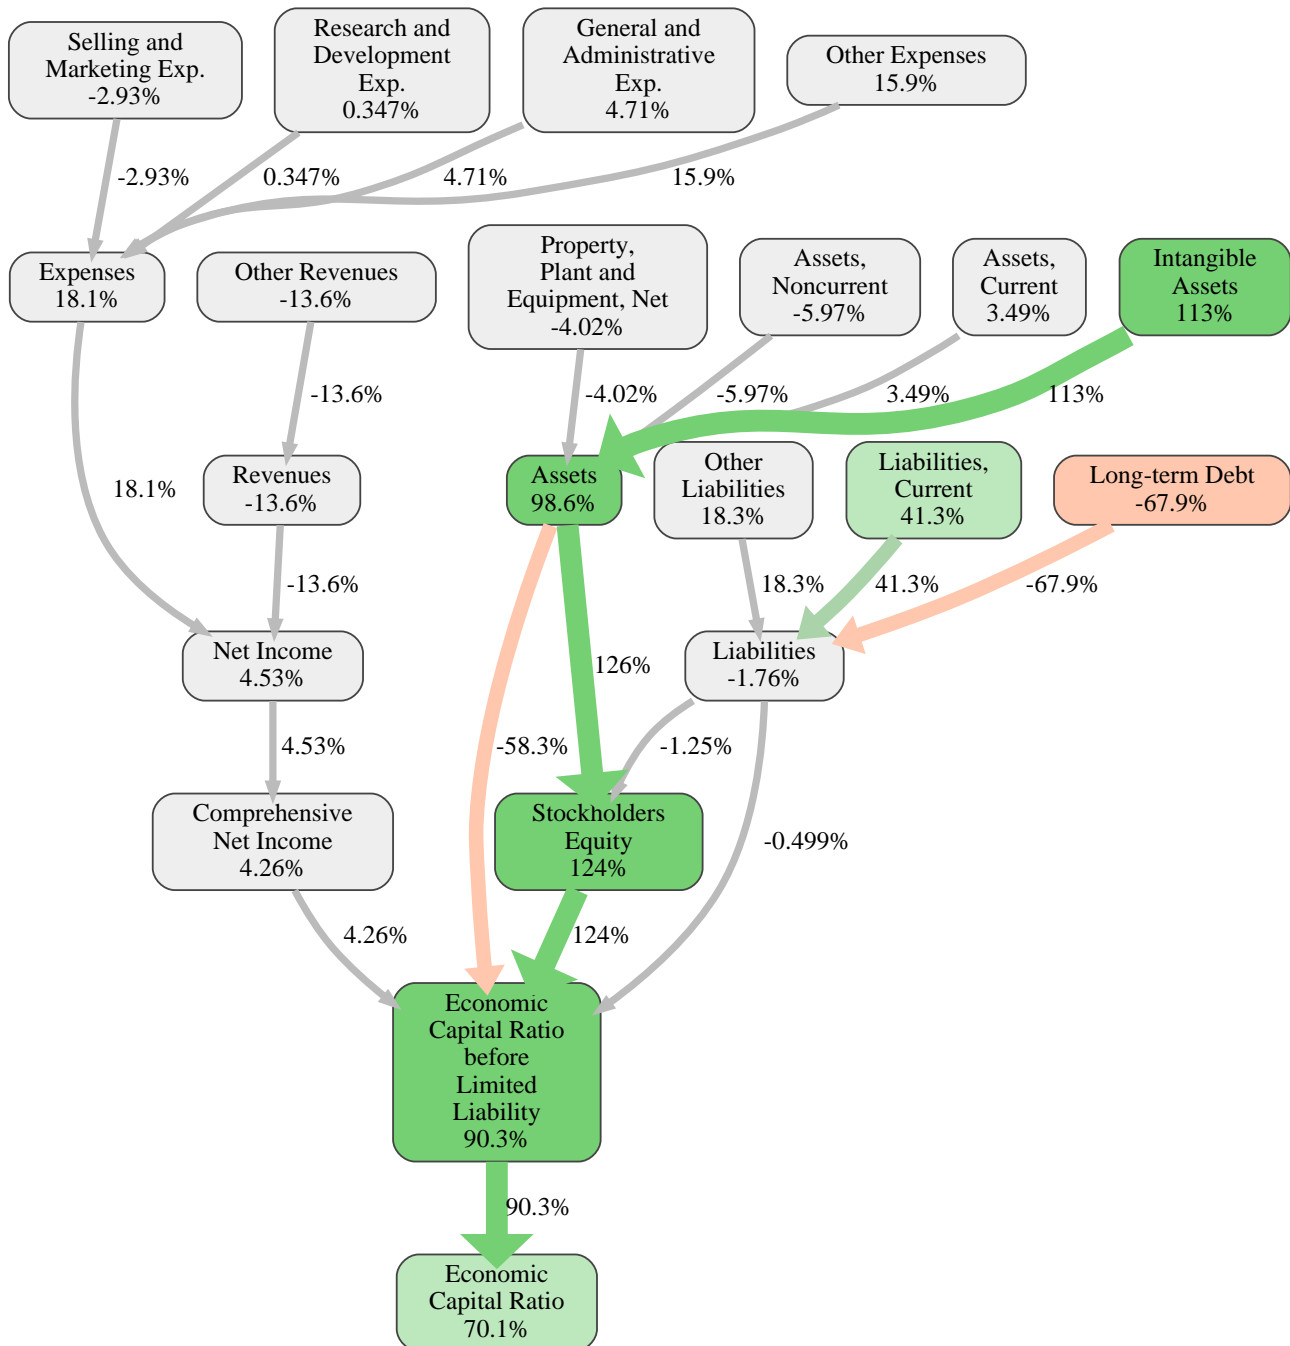 Selling and
Marketing Exp.
-2.93%
Research and
Development
Exp.
0.347%
General and
Administrative
Exp.
4.71%
Other Expenses
15.9%
-2.93%
0.347%
4.71%
15.9%
Expenses
18.1%
Other Revenues
-13.6%
Property,
Plant and
Equipment, Net
-4.02%
Assets,
Noncurrent
-5.97%
Assets,
Current
3.49%
Intangible
Assets
113%
-13.6%
-4.02%
-5.97%
3.49%
113%
18.1%
Revenues
-13.6%
Assets
98.6%
Other
Liabilities
18.3%
Liabilities,
Current
41.3%
Long-term Debt
-67.9%
-13.6%
18.3%
41.3%
-67.9%
Net Income
4.53%
126%
Liabilities
-1.76%
4.53%
-58.3%
-1.25%
Comprehensive
Net Income
4.26%
Stockholders
Equity
124%
-0.499%
4.26%
124%
Economic
Capital Ratio
before
Limited
Liability
90.3%
90.3%
Economic
Capital Ratio
70.1%